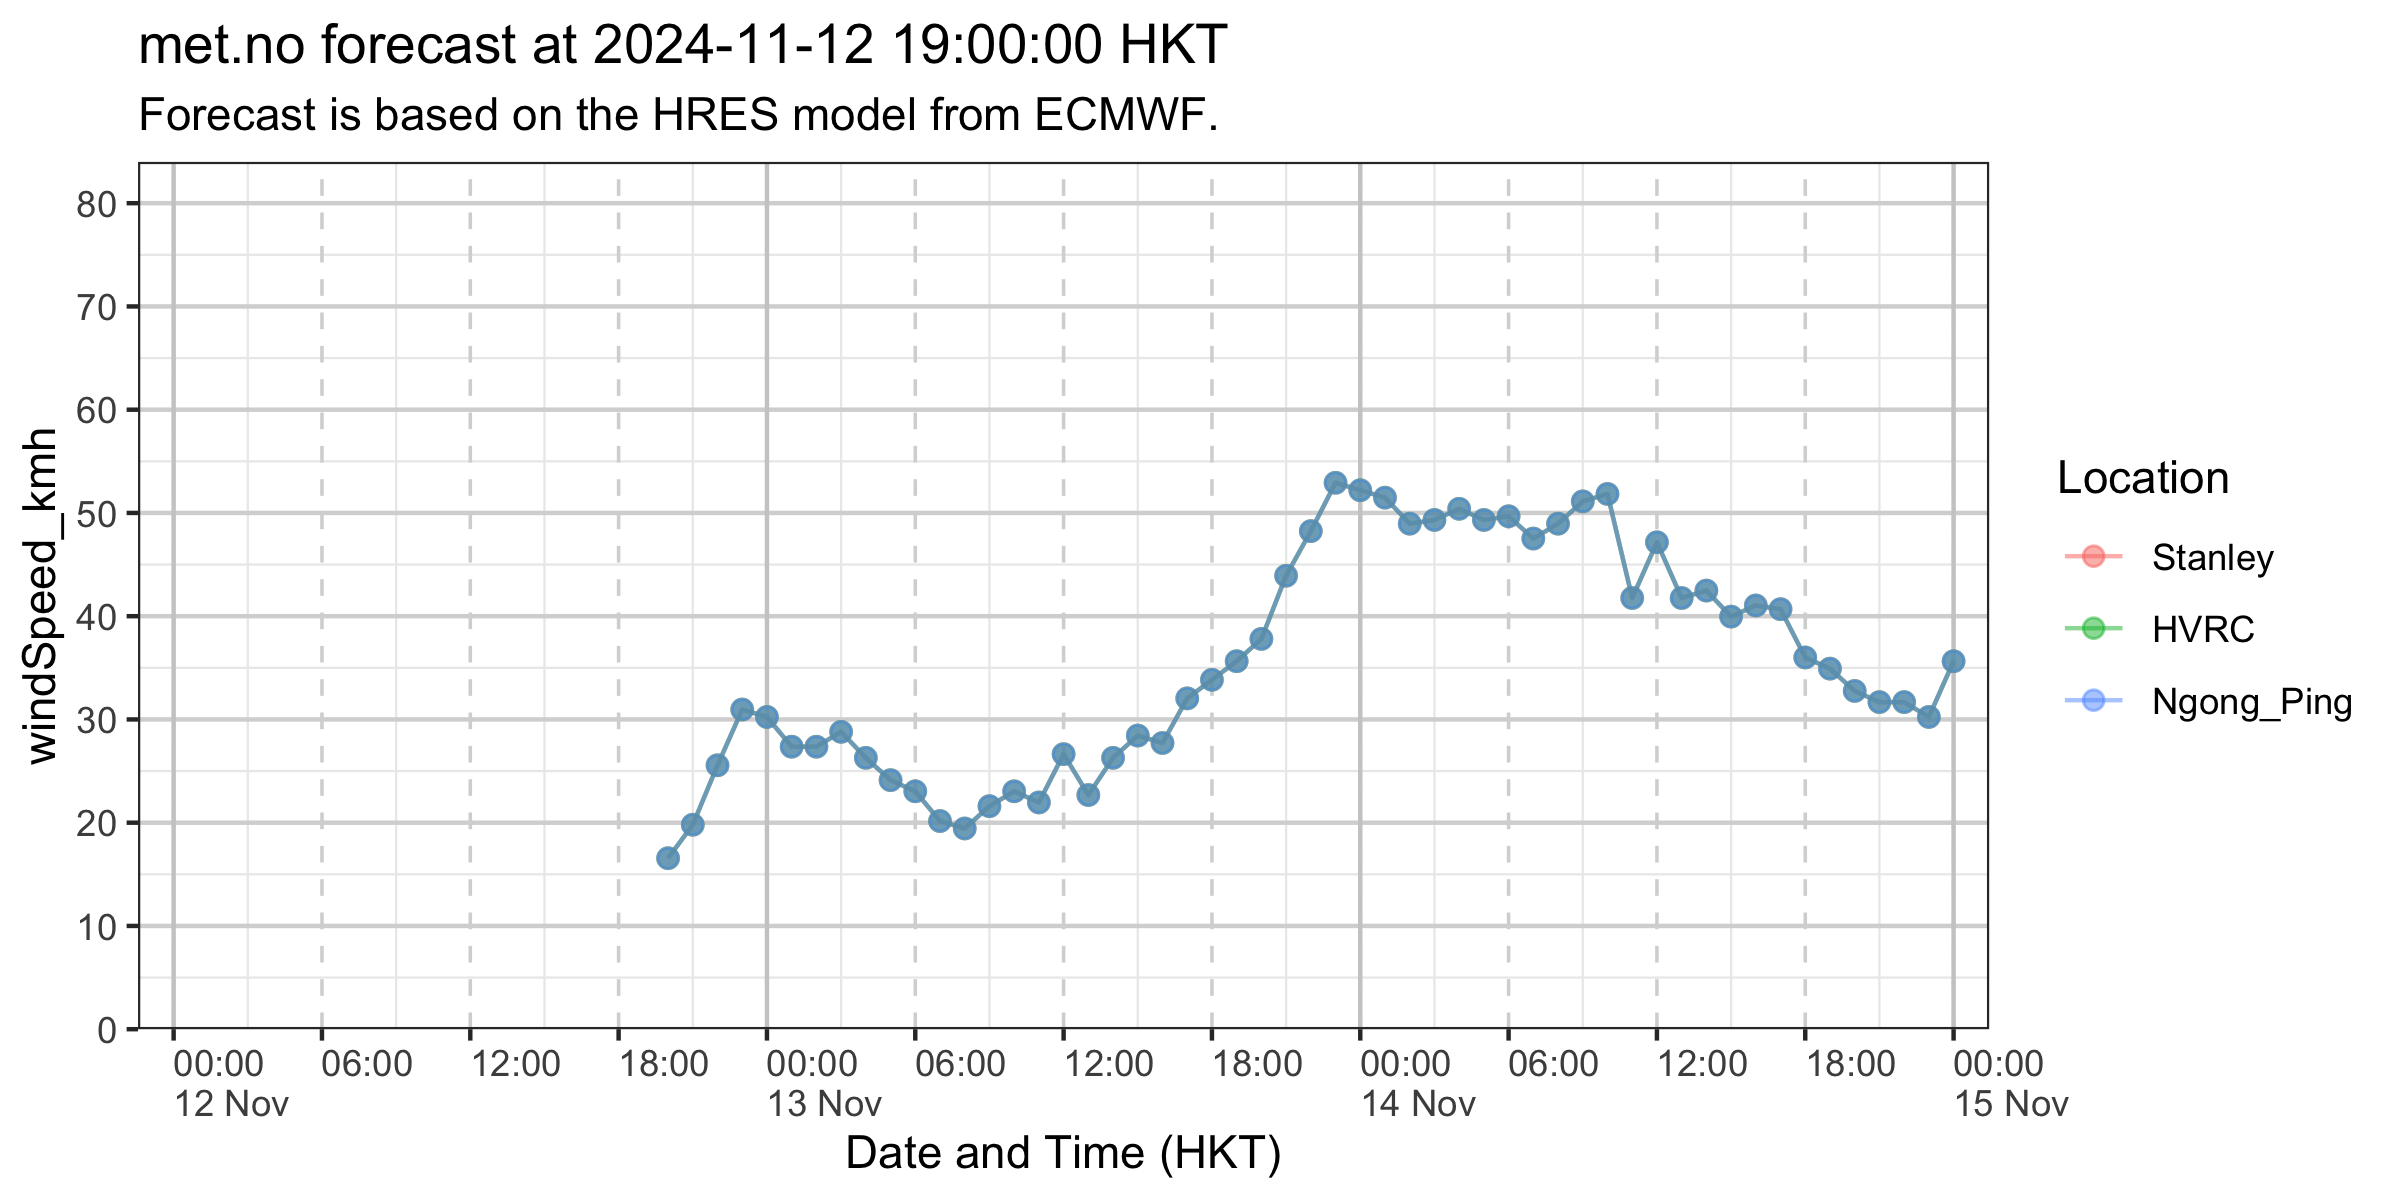 met.no forecast at 2024-11-12 19:00:00 HKT
Forecast is based on the HRES model from ECMWF.
windSpeed_kmh
80
70
60
50
40
30
20
10
0
00:00 06:00 12:00 18:00 00:00 06:00 12:00 18:00 00:00 06:00 12:00 18:00 00:00
12 Nov 13 Nov 14 Nov 15 Nov
Date and Time (HKT)
Location
Stanley
HVRC
Ngong_Ping